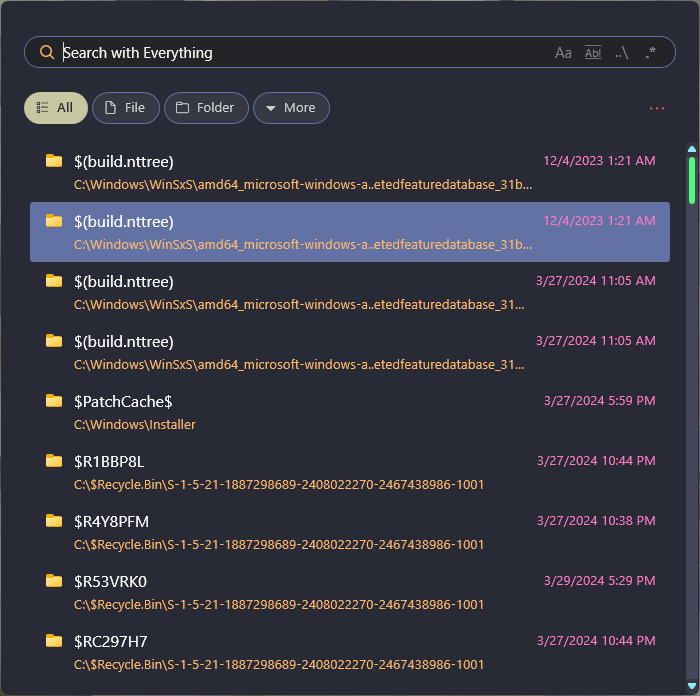 Search with Everything Aa Abl ..\ .*
All File Folder More ...
$(build.nttree) 12/4/2023 1:21 AM
C:\Windows\WinSxS\amd64_microsoft-windows-a..etedfeaturedatabase_31b...
$(build.nttree) 12/4/2023 1:21 AM
C:\Windows\WinSxS\amd64_microsoft-windows-a..etedfeaturedatabase_31b...
$(build.nttree) 3/27/2024 11:05 AM
C:\Windows\WinSxS\amd64_microsoft-windows-a..etedfeaturedatabase_31...
$(build.nttree) 3/27/2024 11:05 AM
C:\Windows\WinSxS\amd64_microsoft-windows-a..etedfeaturedatabase_31...
$PatchCache$ 3/27/2024 5:59 PM
C:\Windows\Installer
$R1BBP8L 3/27/2024 10:44 PM
C:\$Recycle.Bin\S-1-5-21-1887298689-2408022270-2467438986-1001
$R4Y8PFM 3/27/2024 10:38 PM
C:\$Recycle.Bin\S-1-5-21-1887298689-2408022270-2467438986-1001
$R53VRK0 3/29/2024 5:29 PM
C:\$Recycle.Bin\S-1-5-21-1887298689-2408022270-2467438986-1001
$RC297H7 3/27/2024 10:44 PM
C:\$Recycle.Bin\S-1-5-21-1887298689-2408022270-2467438986-1001